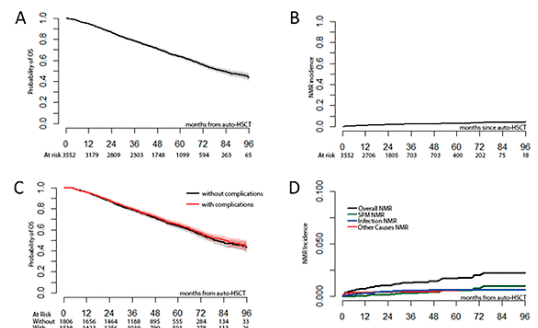 A
Probability of OS
1.0
0.8
0.6
0.4
0.2
0.0
months from auto-HSCT
0 12 24 36 48 60 72 84 96
At risk 3552 3179 2809 2303 1748 1099 594 263 65
B
NMR incidence
1.0
0.8
0.6
0.4
0.2
0.0
months since auto-HSCT
0 12 24 36 48 60 72 84 96
At risk 3552 2706 1805 703 703 400 202 75 18
C
Probability of OS
1.0
0.8
0.6
0.4
0.2
0.0
without complications
with complications
months from auto-HSCT
0 12 24 36 48 60 72 84 96
At Risk
Without 1806 1656 1464 1188 895 555 284 134 33
D
NMR Incidence
0.100
0.050
0.000
Overall NMR
SPM NMR
Infection NMR
Other Causes NMR
months from auto-HSCT
0 12 24 36 48 60 72 84 96